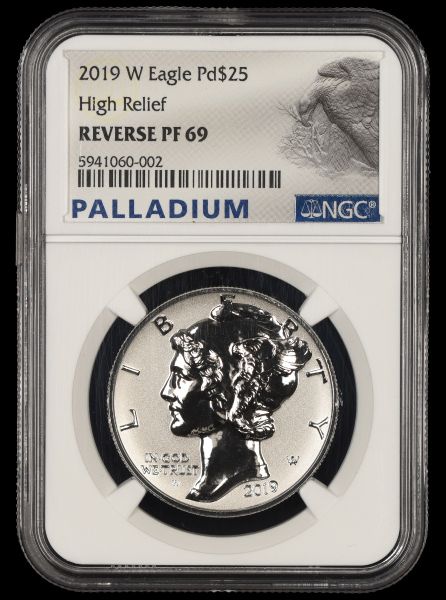 2019 W Eagle Pd$25
High Relief
REVERSE PF 69
5941060-002
PALLADIUM
NGC®
LIBERTY
IN GOD
WE TRUST
W
2019